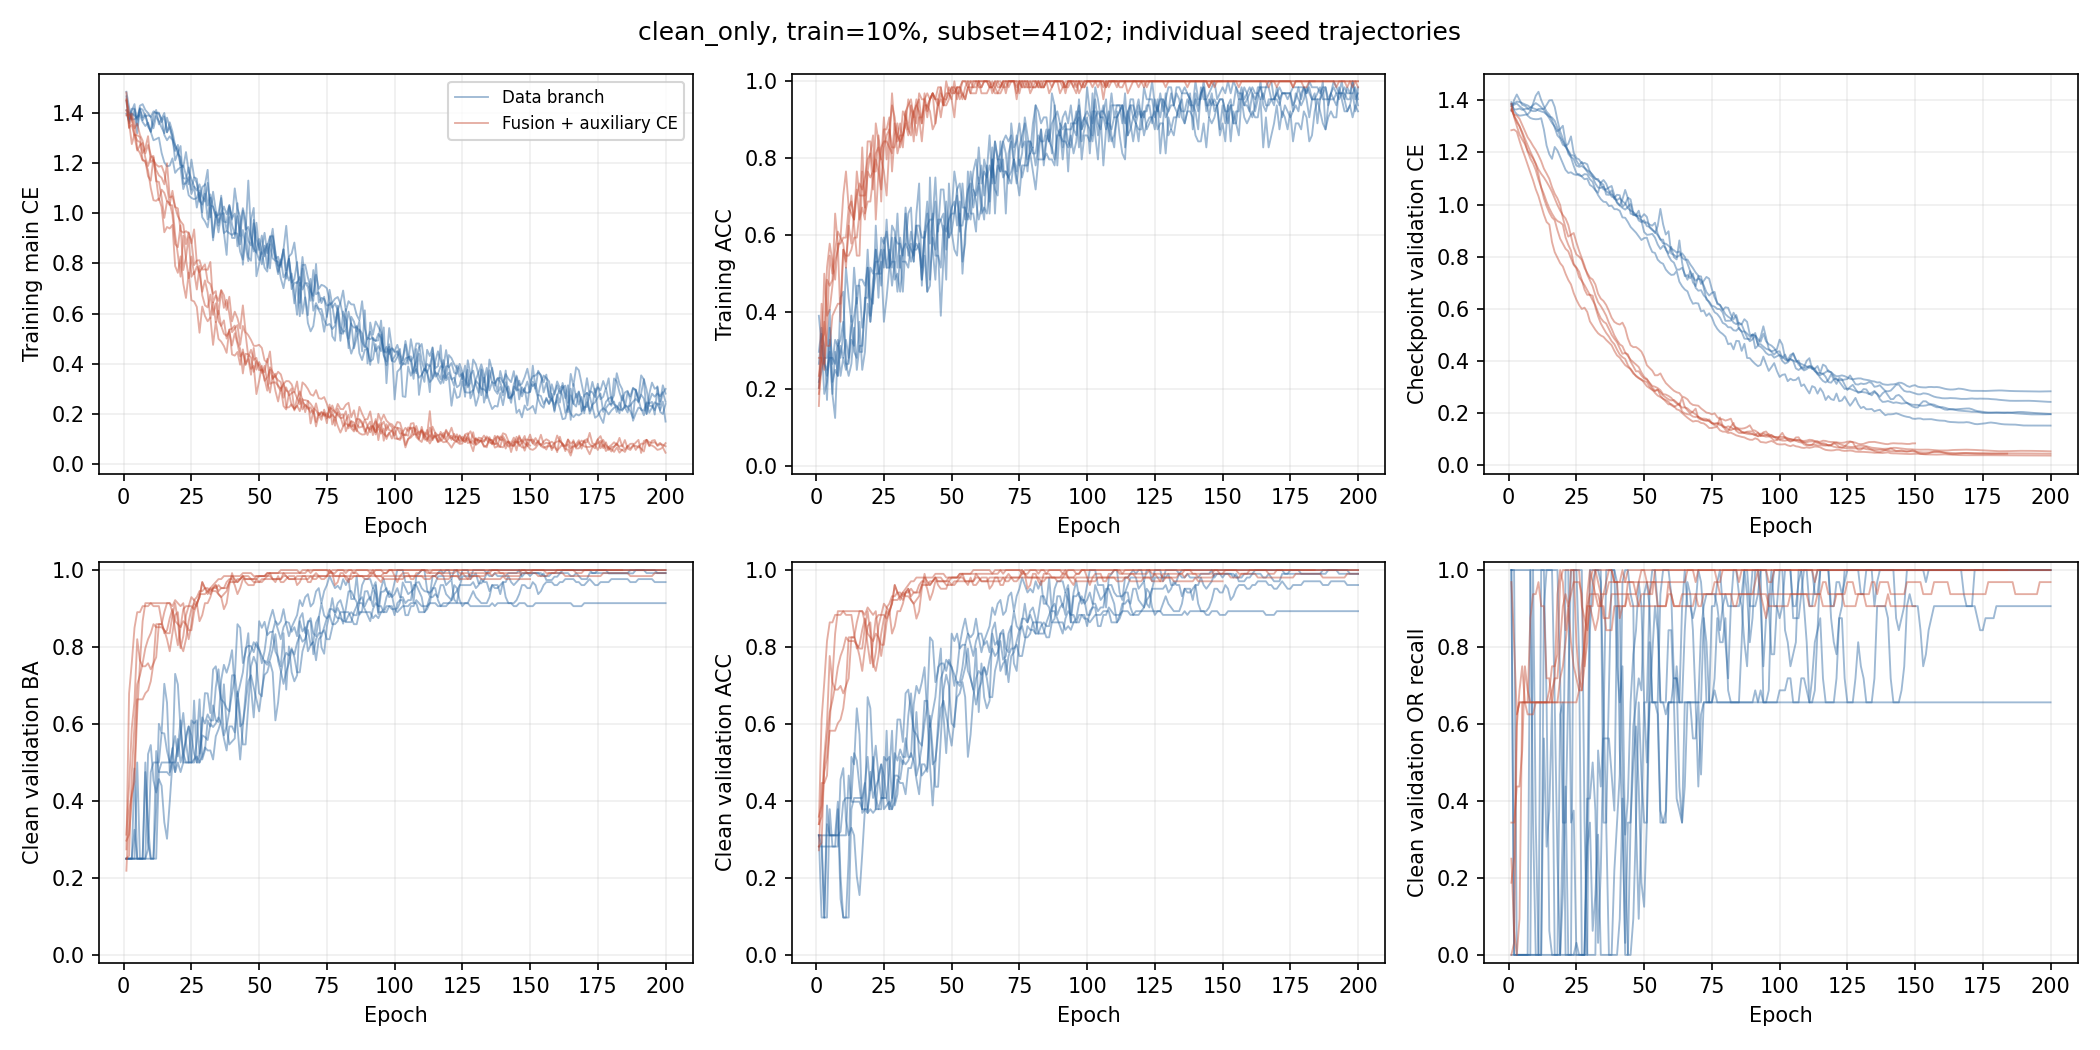 clean_only, train=10%, subset=4102; individual seed trajectories
Training main CE
1.4
1.2
1.0
0.8
0.6
0.4
0.2
0.0
Data branch
Fusion + auxiliary CE
0 25 50 75 100 125 150 175 200
Epoch
Training ACC
1.0
0.8
0.6
0.4
0.2
0.0
0 25 50 75 100 125 150 175 200
Epoch
Checkpoint validation CE
1.4
1.2
1.0
0.8
0.6
0.4
0.2
0.0
0 25 50 75 100 125 150 175 200
Epoch
Clean validation BA
1.0
0.8
0.6
0.4
0.2
0.0
0 25 50 75 100 125 150 175 200
Epoch
Clean validation ACC
1.0
0.8
0.6
0.4
0.2
0.0
0 25 50 75 100 125 150 175 200
Epoch
Clean validation OR recall
1.0
0.8
0.6
0.4
0.2
0.0
0 25 50 75 100 125 150 175 200
Epoch